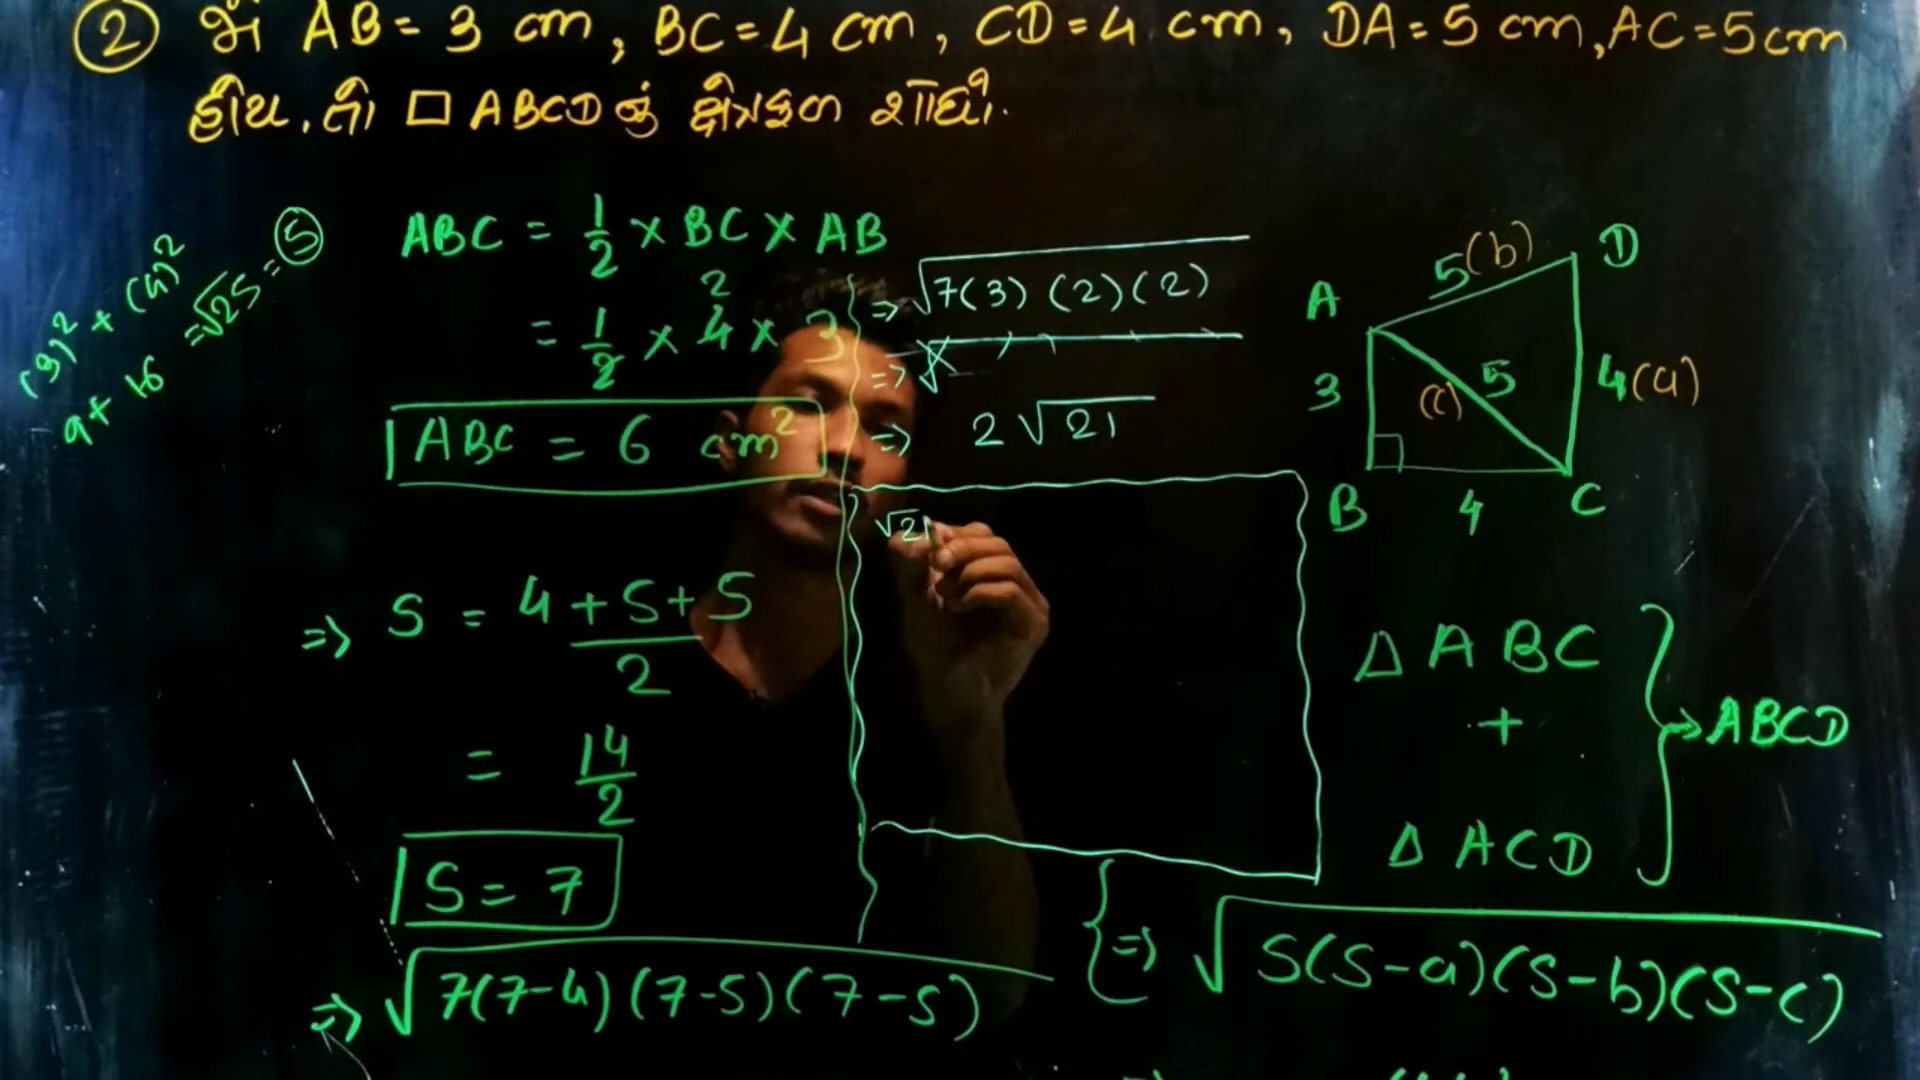 ② જો AB = 3 cm, BC = 4 cm, CD = 4 cm, DA = 5 cm, AC = 5 cm
હોય, તો □ ABCD નું ક્ષેત્રફળ શોધો.
(3)² + (4)²
9 + 16 = √25 = 5
ABC = 1/2 × BC × AB
= 1/2 × 4 × 3
2
ABC = 6 cm²
⇒ S = 4 + 5 + 5 / 2
= 14/2
S = 7
⇒ √7(7-4)(7-5)(7-5)
⇒ √7(3)(2)(2)
⇒
⇒ 2√21
√21
5(b) D
A
3 (c) 5 4(a)
B 4 C
Δ ABC
+ → ABCD
Δ ACD
⇒ √S(S-a)(S-b)(S-c)